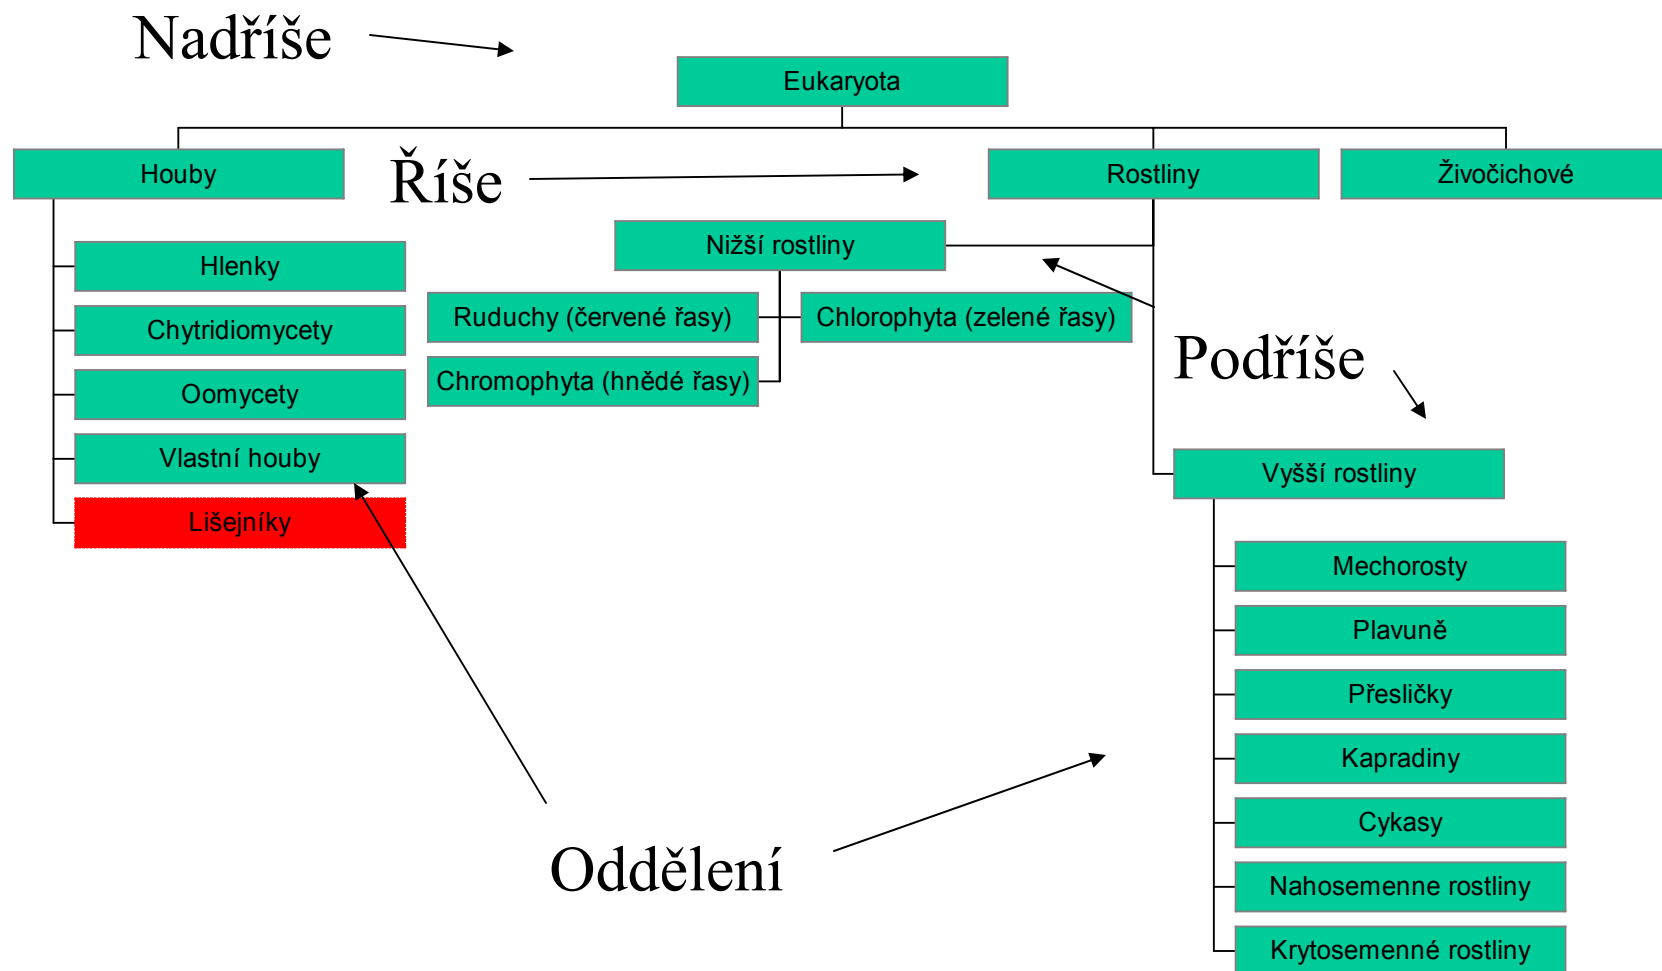 Nadříše
Eukaryota
Houby
Říše
Rostliny
Živočichové
Nižší rostliny
Hlenky
Ruduchy (červené řasy)
Chlorophyta (zelené řasy)
Chytridiomycety
Podříše
Chromophyta (hnědé řasy)
Oomycety
Vlastní houby
Vyšší rostliny
Lišejníky
Mechorosty
Plavuně
Přesličky
Kapradiny
Cykasy
Oddělení
Nahosemenne rostliny
Krytosemenné rostliny